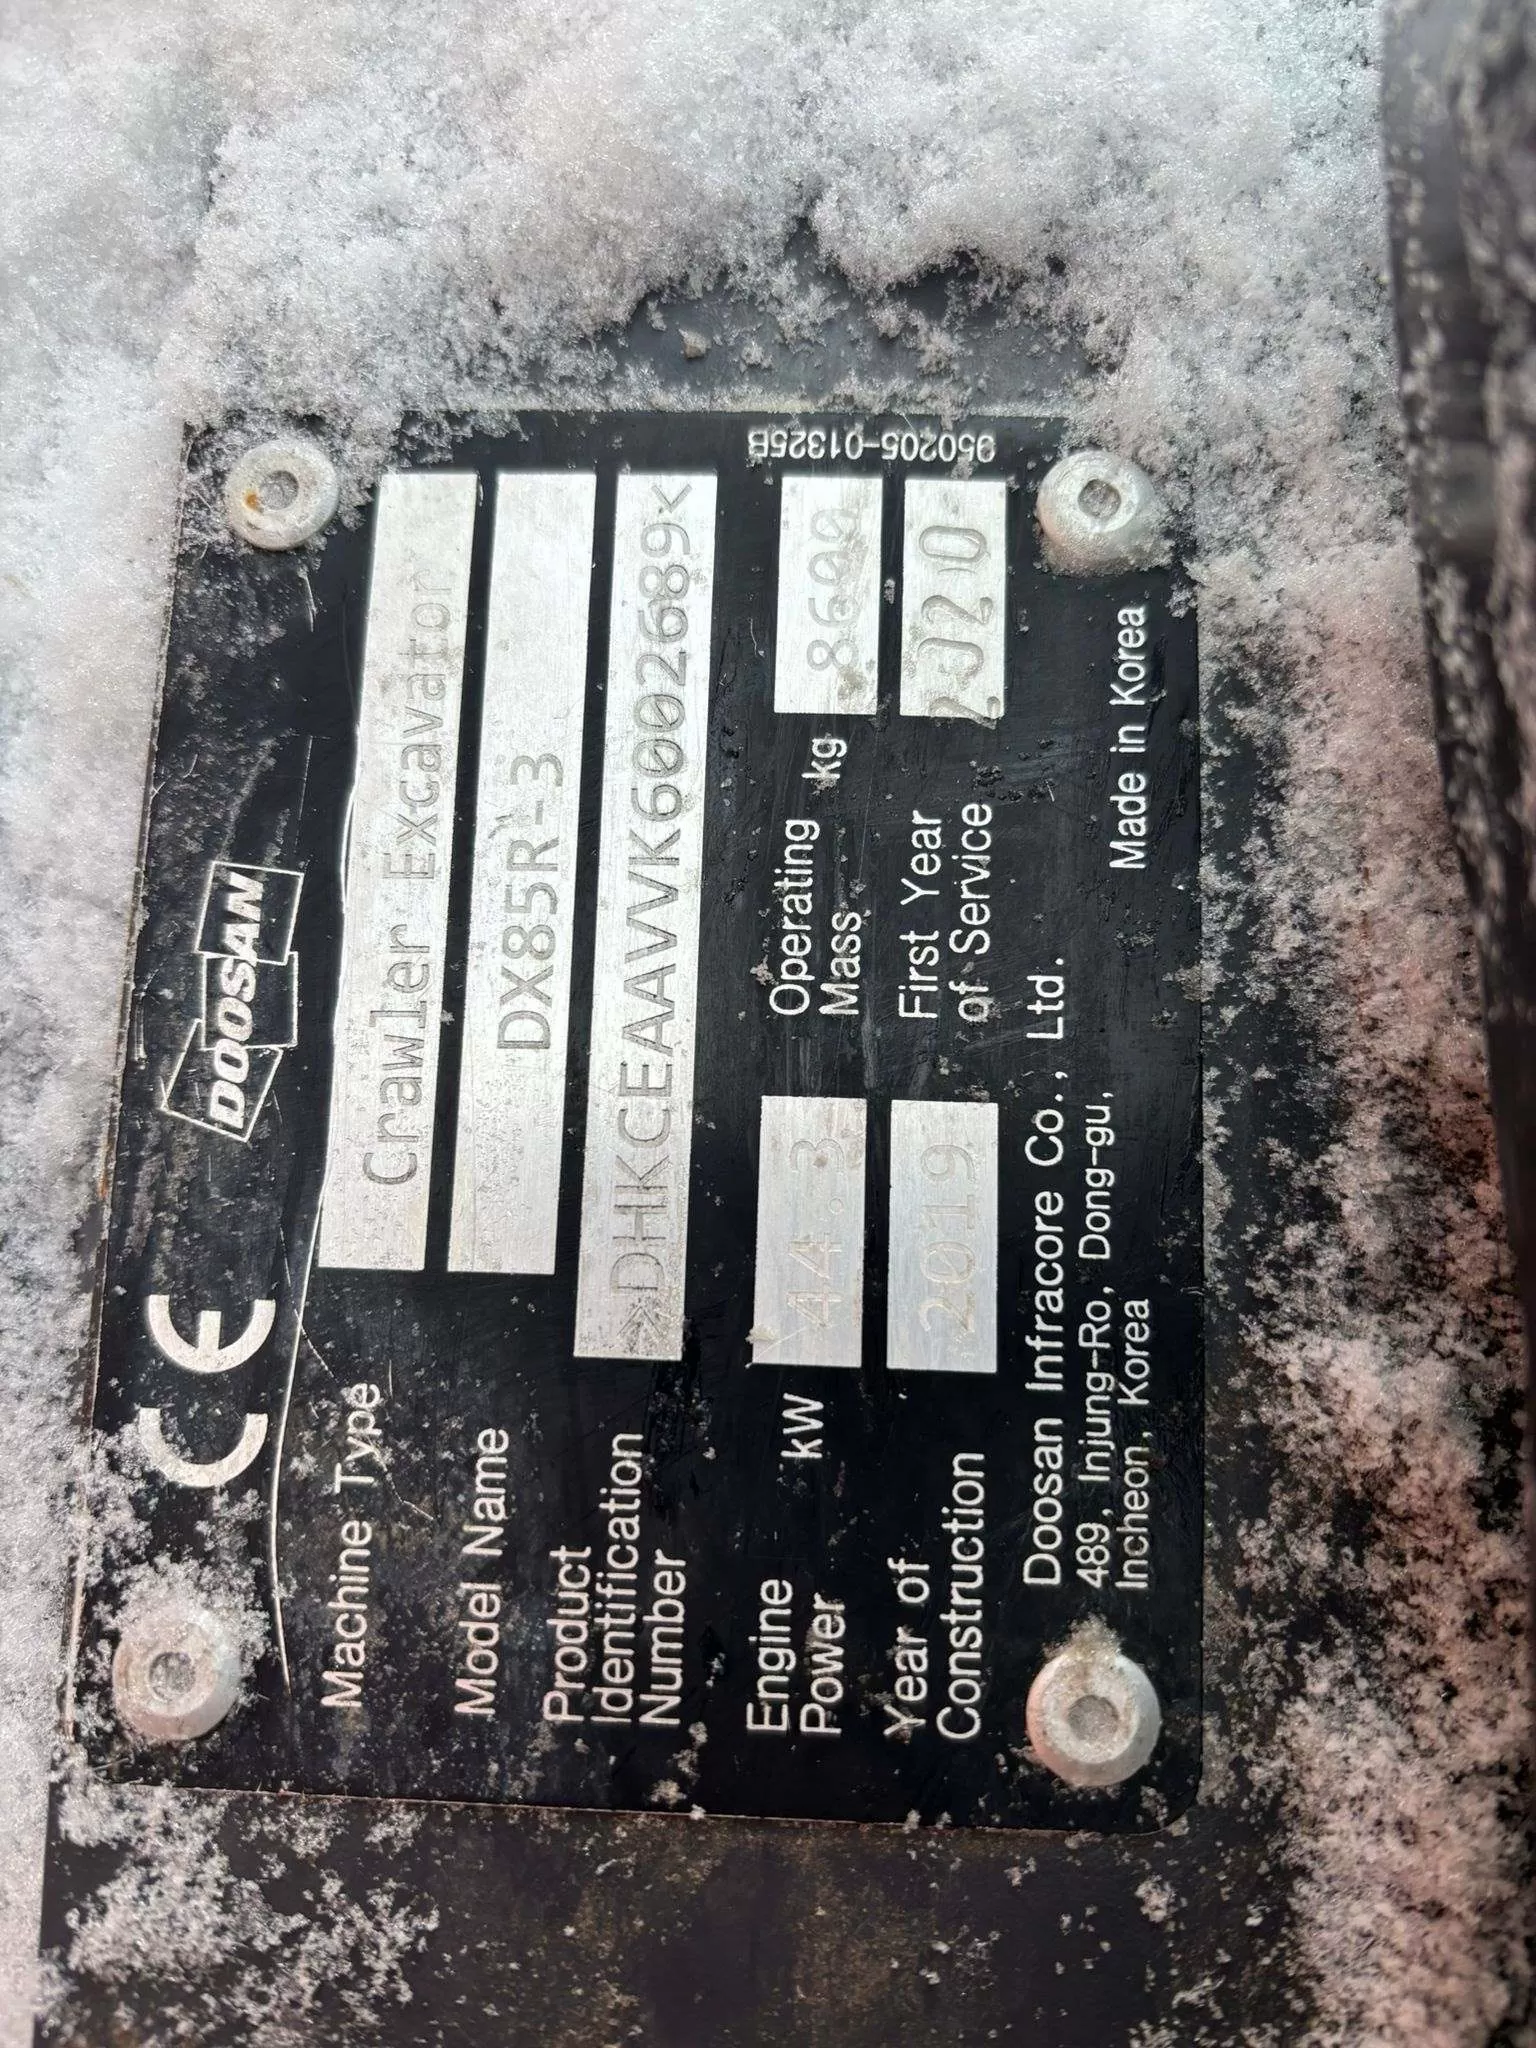 CE DOOSAN
Machine Type Crawler Excavator
Model Name DX85R-3
Product
Identification
Number >DHKCEAAVVK6002689<
Engine
Power kW 44.3
Operating
Mass kg 8600
Year of
Construction 2019
First Year
of Service 2020
Doosan Infracore Co., Ltd.
489, Injung-Ro, Dong-gu,
Incheon, Korea
Made in Korea
950205-01325B